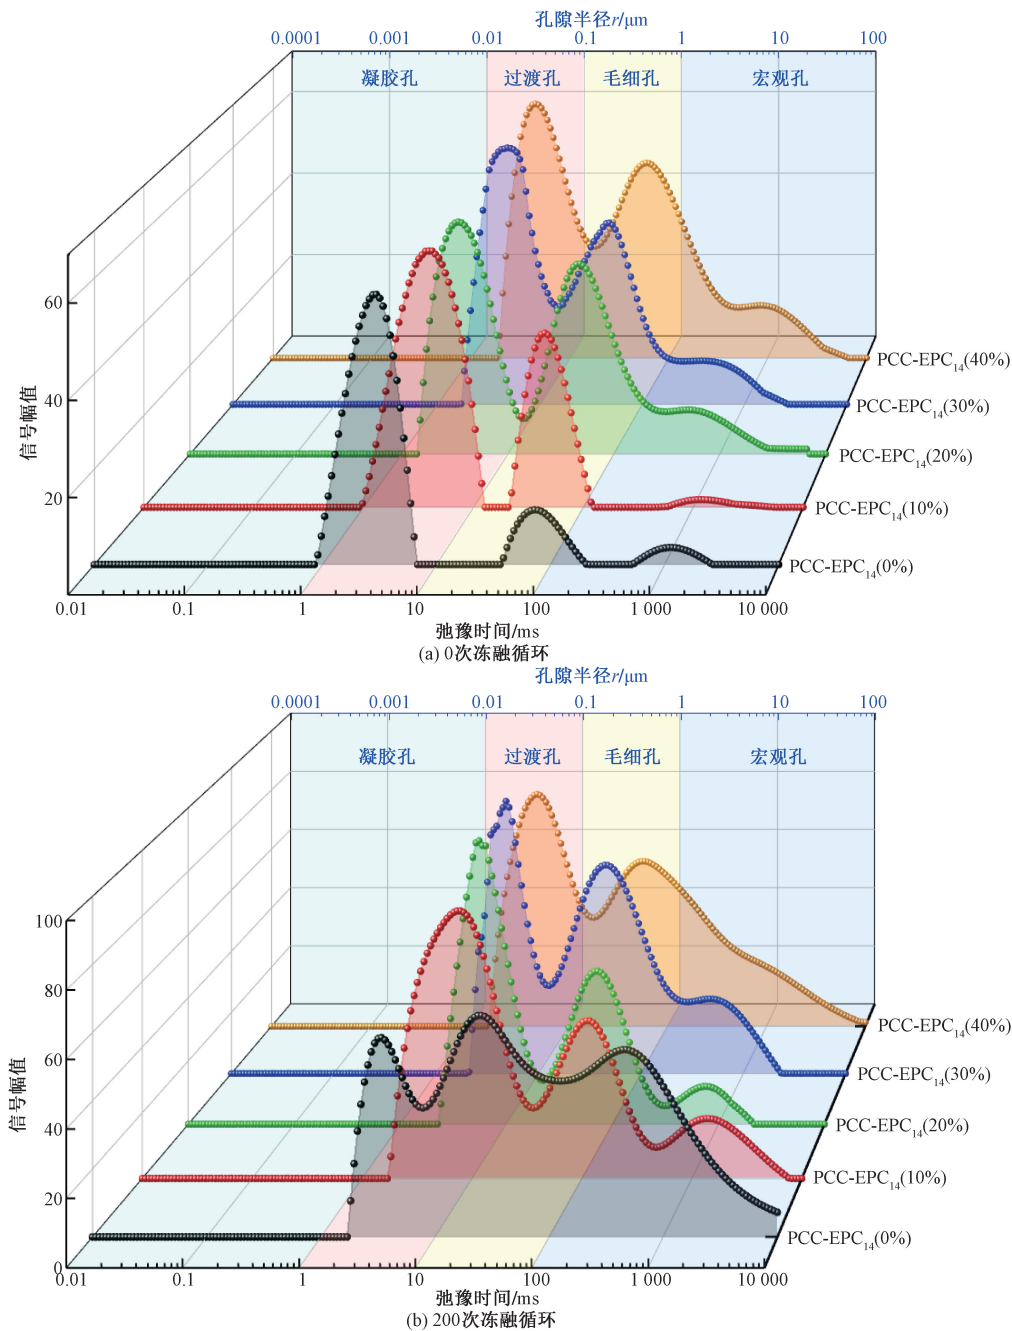 孔隙半径r/μm
0.0001 0.001 0.01 0.1 1 10 100
凝胶孔 过渡孔 毛细孔 宏观孔
信号幅值
60
40
20
PCC-EPC14(40%)
PCC-EPC14(30%)
PCC-EPC14(20%)
PCC-EPC14(10%)
PCC-EPC14(0%)
0.01 0.1 1 10 100 1 000 10 000
弛豫时间/ms
(a) 0次冻融循环
孔隙半径r/μm
0.0001 0.001 0.01 0.1 1 10 100
凝胶孔 过渡孔 毛细孔 宏观孔
信号幅值
100
80
60
40
20
0
PCC-EPC14(40%)
PCC-EPC14(30%)
PCC-EPC14(20%)
PCC-EPC14(10%)
PCC-EPC14(0%)
0.01 0.1 1 10 100 1 000 10 000
弛豫时间/ms
(b) 200次冻融循环